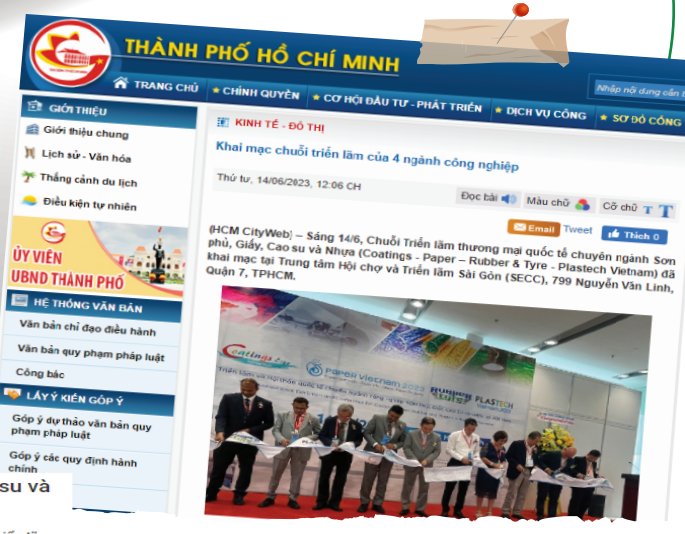 THÀNH PHỐ HỒ CHÍ MINH
TRANG CHỦ
CHÍNH QUYỀN
CƠ HỘI ĐẦU TƯ - PHÁT TRIỂN
DỊCH VỤ CÔNG
SƠ ĐỒ CỔNG
Nhập nội dung cần
GIỚI THIỆU
Giới thiệu chung
Lịch sử - Văn hóa
Thắng cảnh du lịch
Điều kiện tự nhiên
ỦY VIÊN
UBND THÀNH PHỐ
HỆ THỐNG VĂN BẢN
Văn bản chỉ đạo điều hành
Văn bản quy phạm pháp luật
Công báo
LẤY Ý KIẾN GÓP Ý
Góp ý dự thảo văn bản quy
phạm pháp luật
Góp ý các quy định hành
chính
su và
KINH TẾ - ĐÔ THỊ
Khai mạc chuỗi triển lãm của 4 ngành công nghiệp
Thứ tư, 14/06/2023, 12:06 CH
Đọc bài
Màu chữ
Cỡ chữ T T
Email
Tweet
Thích 0
(HCM CityWeb) – Sáng 14/6, Chuỗi Triển lãm thương mại quốc tế chuyên ngành Sơn
phủ, Giấy, Cao su và Nhựa (Coatings - Paper – Rubber & Tyre - Plastech Vietnam) đã
khai mạc tại Trung tâm Hội chợ và Triển lãm Sài Gòn (SECC), 799 Nguyễn Văn Linh,
Quận 7, TPHCM.
Coatings
PAPER VIETNAM 2023
RUBBER
PLASTECH